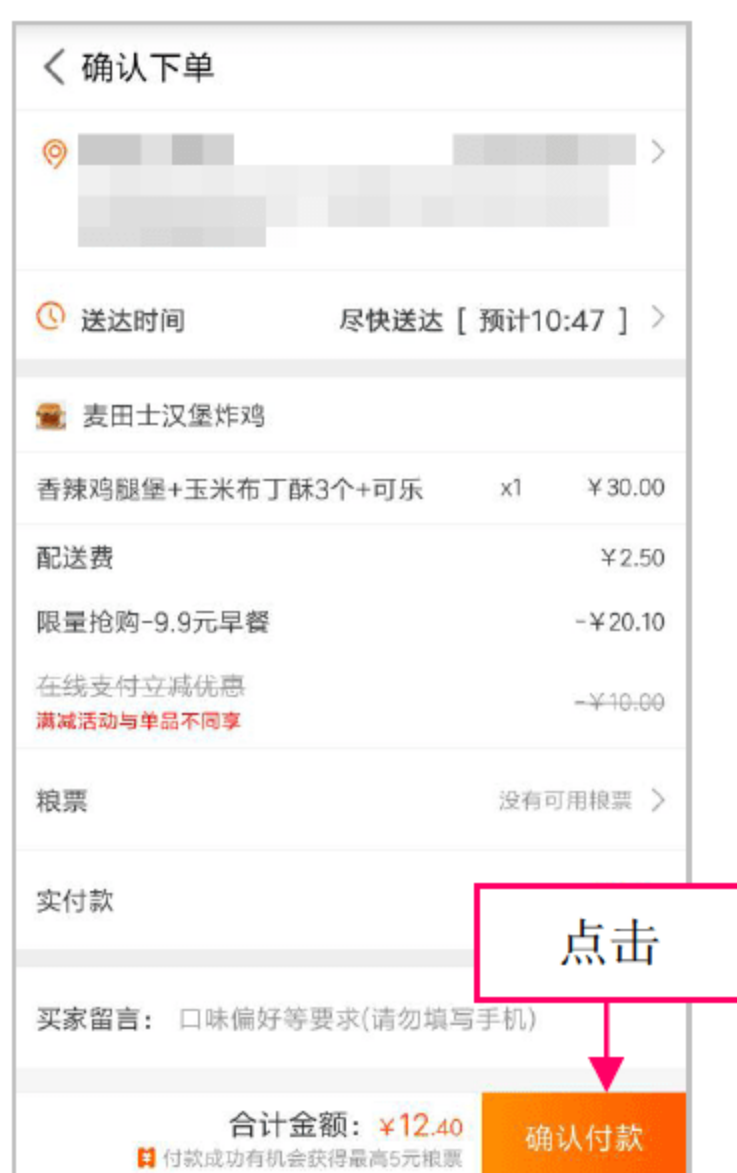 确认下单
送达时间 尽快送达 [ 预计10:47 ]
麦田士汉堡炸鸡
香辣鸡腿堡+玉米布丁酥3个+可乐 x1 ¥30.00
配送费 ¥2.50
限量抢购-9.9元早餐 -¥20.10
在线支付立减优惠 -¥10.00
满减活动与单品不同享
粮票 没有可用粮票
实付款
点击
买家留言: 口味偏好等要求(请勿填写手机)
合计金额: ¥12.40 确认付款
付款成功有机会获得最高5元粮票